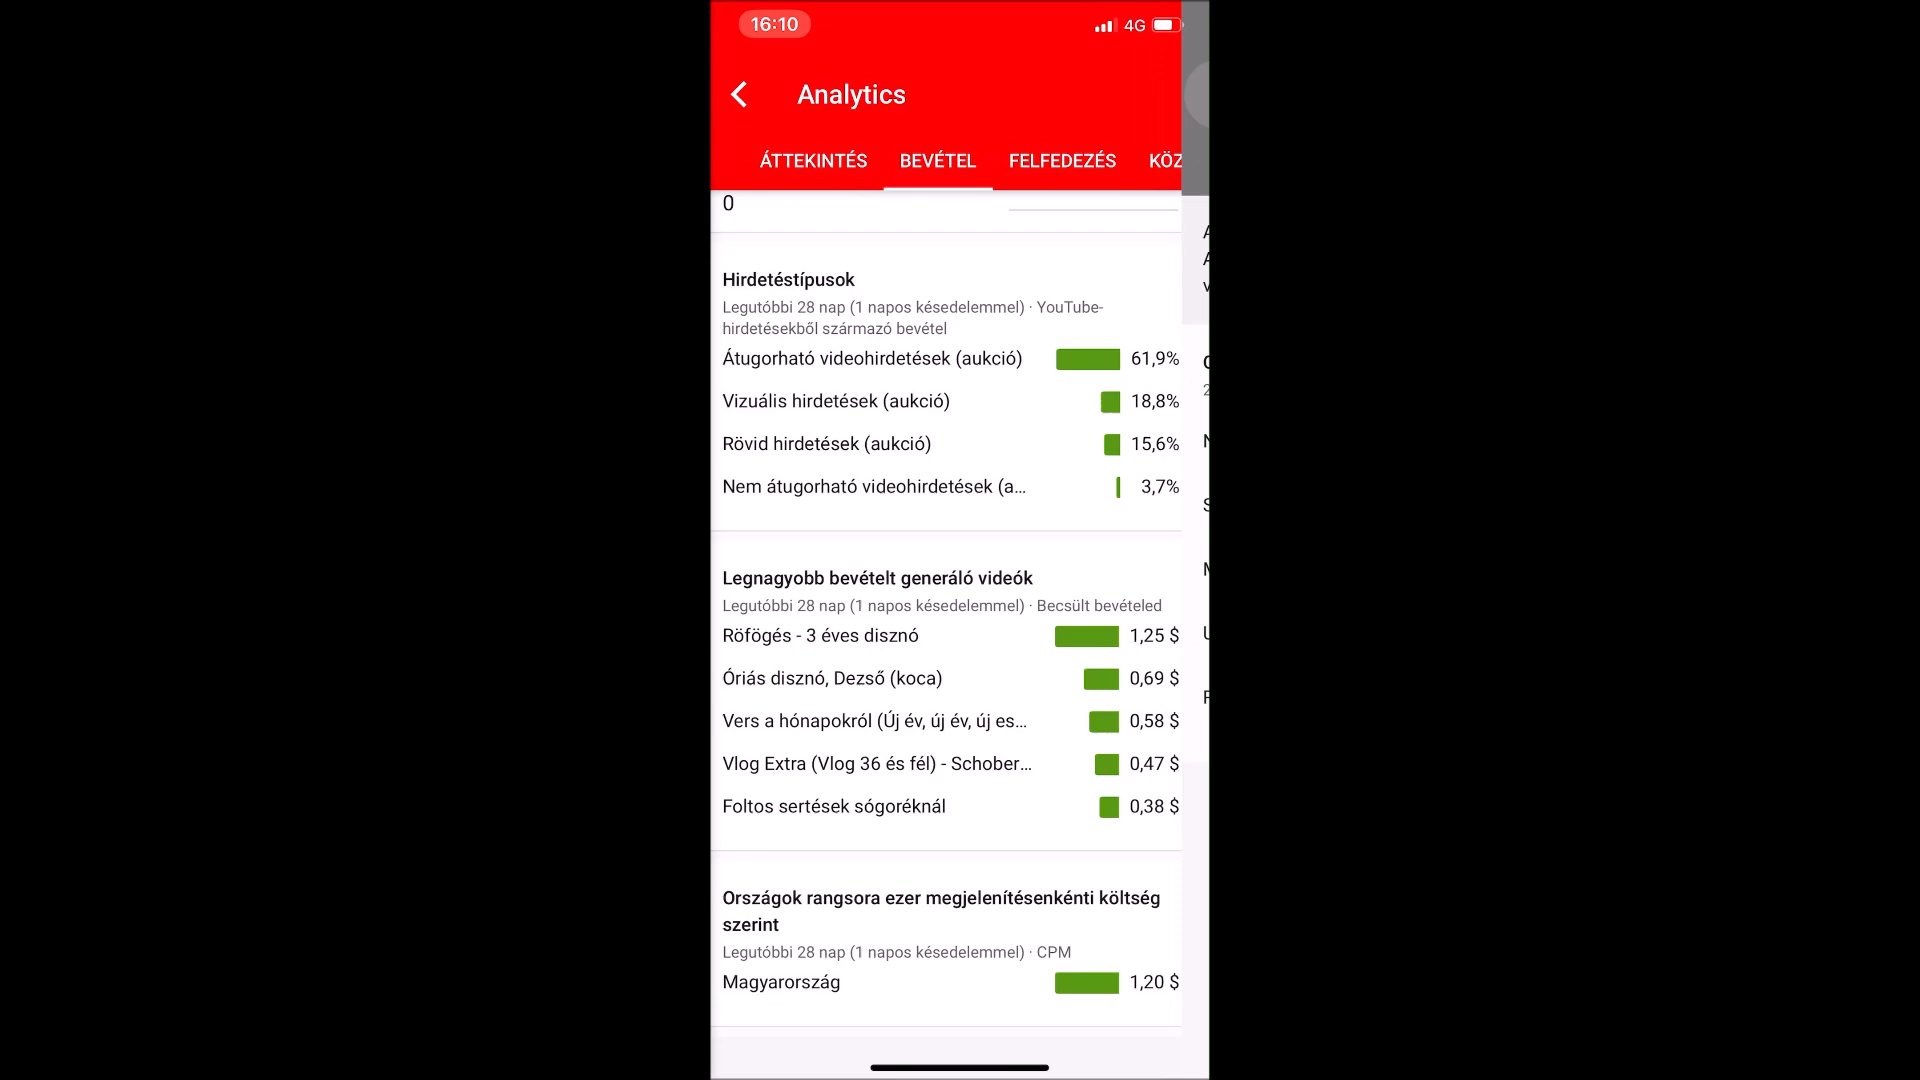 16:10
4G
Analytics
ÁTTEKINTÉS BEVÉTEL FELFEDEZÉS KÖZ
0
Hirdetéstípusok
Legutóbbi 28 nap (1 napos késedelemmel) · YouTube-
hirdetésekből származó bevétel
Átugorható videohirdetések (aukció) 61,9%
Vizuális hirdetések (aukció) 18,8%
Rövid hirdetések (aukció) 15,6%
Nem átugorható videohirdetések (a... 3,7%
Legnagyobb bevételt generáló videók
Legutóbbi 28 nap (1 napos késedelemmel) · Becsült bevételed
Röfögés - 3 éves disznó 1,25 $
Óriás disznó, Dezső (koca) 0,69 $
Vers a hónapokról (Új év, új év, új es... 0,58 $
Vlog Extra (Vlog 36 és fél) - Schober... 0,47 $
Foltos sertések sógoréknál 0,38 $
Országok rangsora ezer megjelenítésenkénti költség
szerint
Legutóbbi 28 nap (1 napos késedelemmel) · CPM
Magyarország 1,20 $